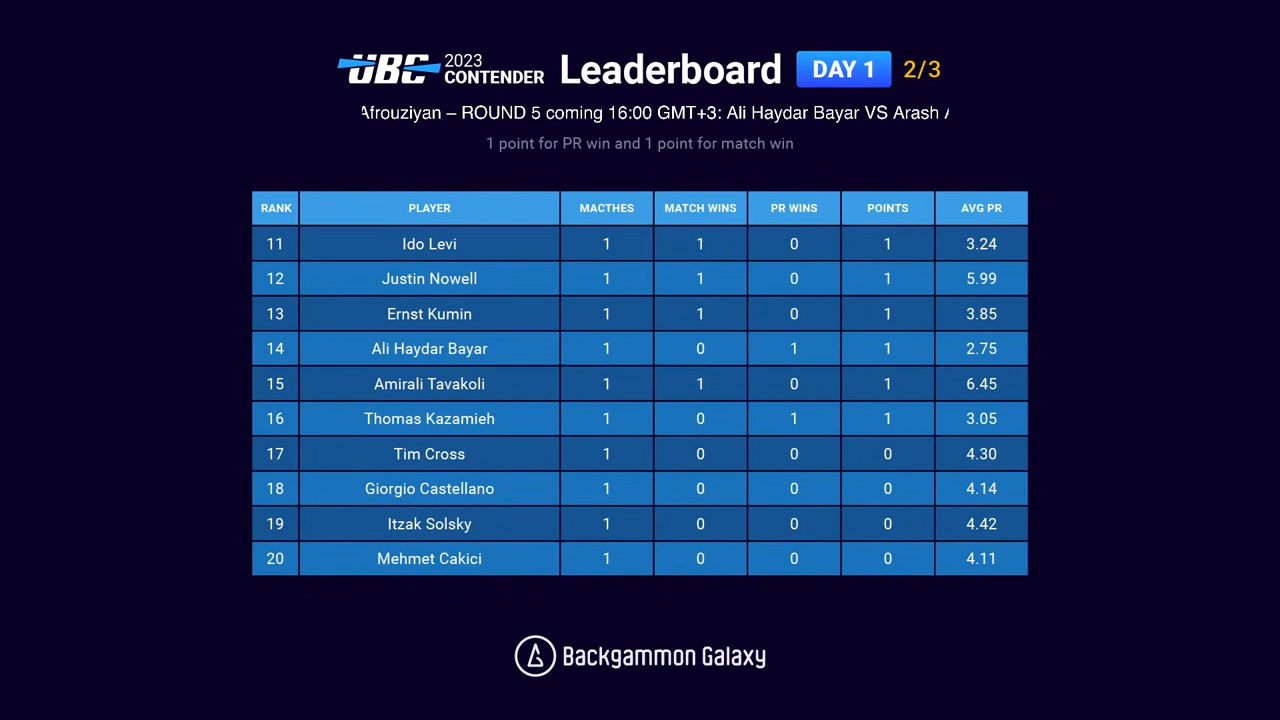 UBC 2023 CONTENDER Leaderboard DAY 1 2/3
Afrouziyan – ROUND 5 coming 16:00 GMT+3: Ali Haydar Bayar VS Arash
1 point for PR win and 1 point for match win
RANK PLAYER MACTHES MATCH WINS PR WINS POINTS AVG PR
11 Ido Levi 1 1 0 1 3.24
12 Justin Nowell 1 1 0 1 5.99
13 Ernst Kumin 1 1 0 1 3.85
14 Ali Haydar Bayar 1 0 1 1 2.75
15 Amirali Tavakoli 1 1 0 1 6.45
16 Thomas Kazamieh 1 0 1 1 3.05
17 Tim Cross 1 0 0 0 4.30
18 Giorgio Castellano 1 0 0 0 4.14
19 Itzak Solsky 1 0 0 0 4.42
20 Mehmet Cakici 1 0 0 0 4.11
Backgammon Galaxy